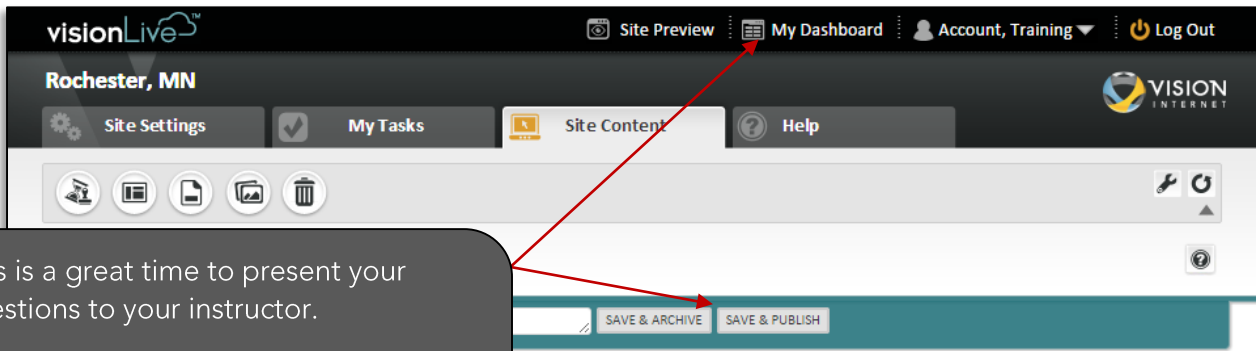 visionLive™ Site Preview My Dashboard Account, Training Log Out
Rochester, MN
VISION
INTERNET
Site Settings My Tasks Site Content Help
is a great time to present your
to your instructor.
SAVE & ARCHIVE SAVE & PUBLISH